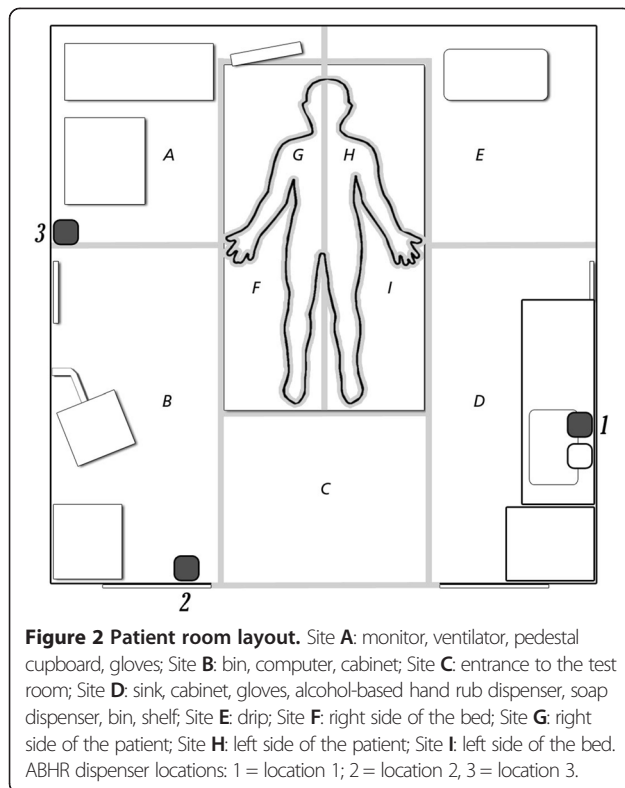 A
E
G H
3
F I
B
D
1
C
2
Figure 2 Patient room layout. Site A: monitor, ventilator, pedestal
cupboard, gloves; Site B: bin, computer, cabinet; Site C: entrance to the test
room; Site D: sink, cabinet, gloves, alcohol-based hand rub dispenser, soap
dispenser, bin, shelf; Site E: drip; Site F: right side of the bed; Site G: right
side of the patient; Site H: left side of the patient; Site I: left side of the bed.
ABHR dispenser locations: 1 = location 1; 2 = location 2, 3 = location 3.